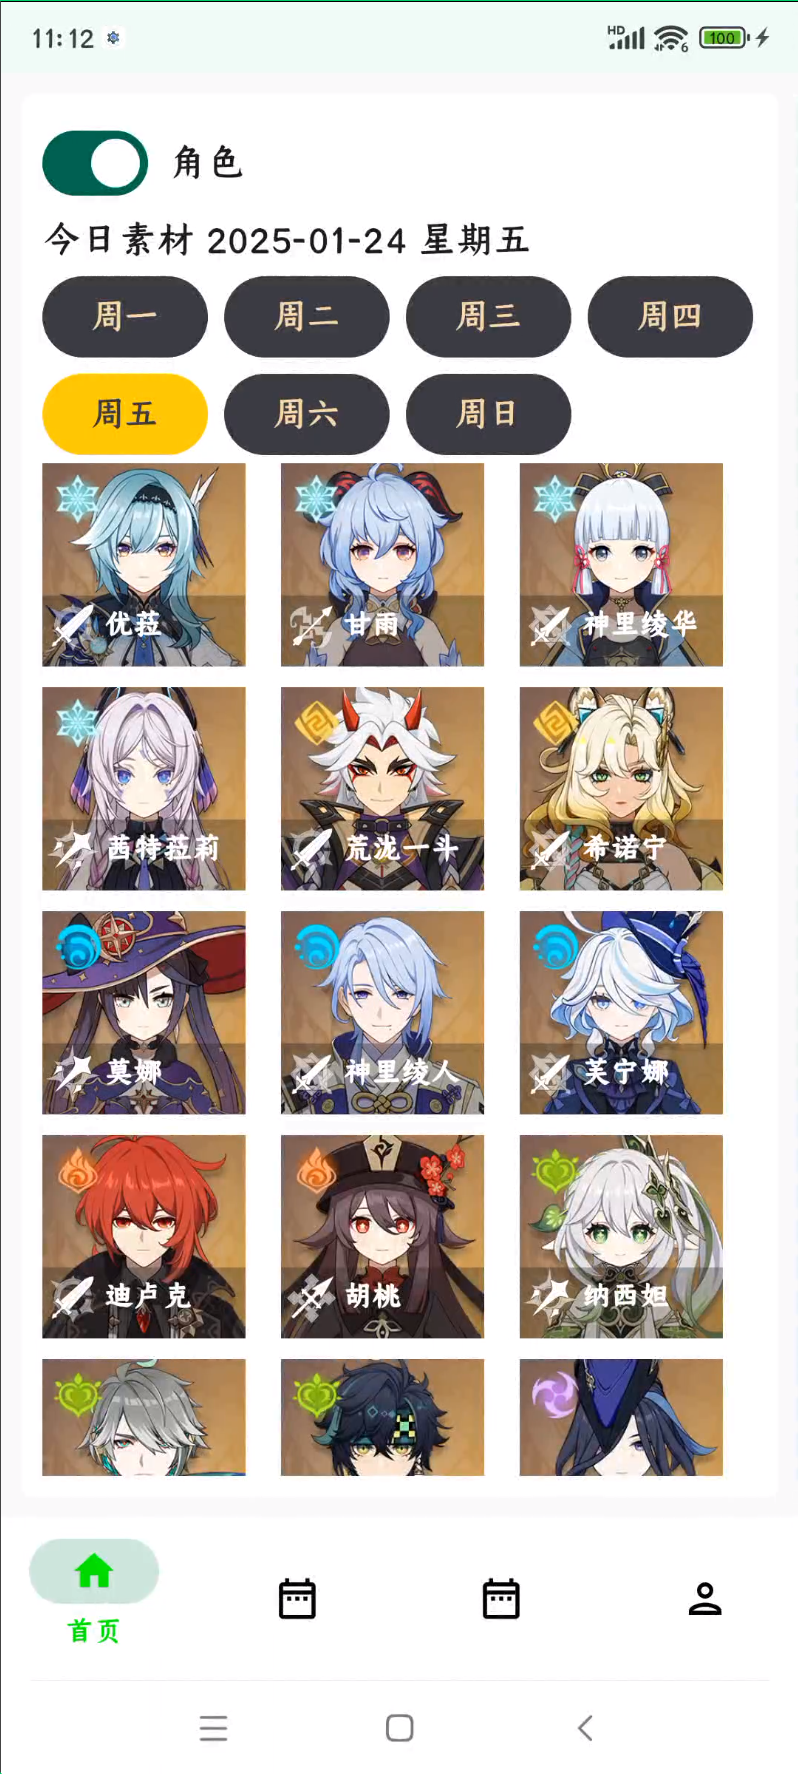 11:12
HD
6
100
角色
今日素材 2025-01-24 星期五
周一 周二 周三 周四
周五 周六 周日
优菈 甘雨 神里绫华
茜特菈莉 荒泷一斗 希诺宁
莫娜 神里绫人 芙宁娜
迪卢克 胡桃 纳西妲
首页